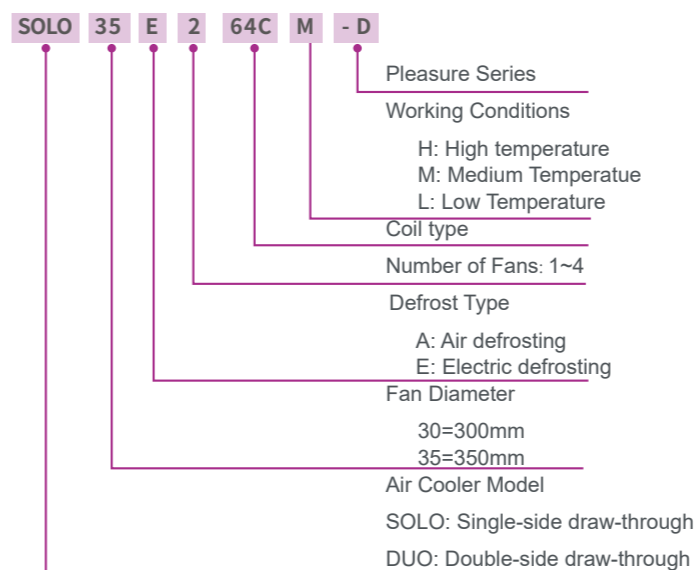 SOLO 35 E 2 64C M - D
Pleasure Series
Working Conditions
H: High temperature
M: Medium Temperatue
L: Low Temperature
Coil type
Number of Fans: 1~4
Defrost Type
A: Air defrosting
E: Electric defrosting
Fan Diameter
30=300mm
35=350mm
Air Cooler Model
SOLO: Single-side draw-through
DUO: Double-side draw-through